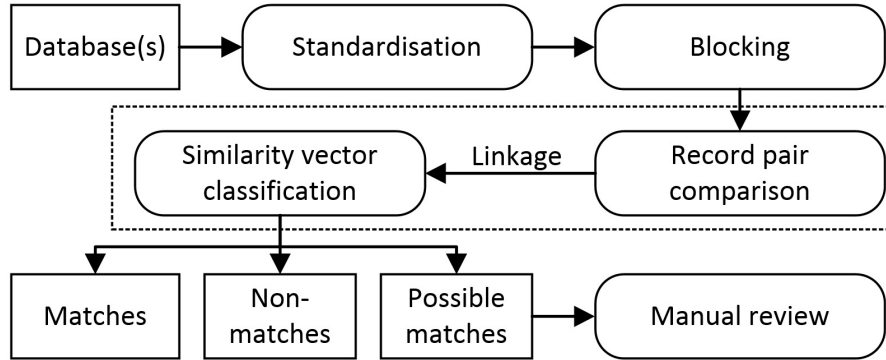 Database(s)
Standardisation
Blocking
Similarity vector
classification
Linkage
Record pair
comparison
Matches
Non-
matches
Possible
matches
Manual review